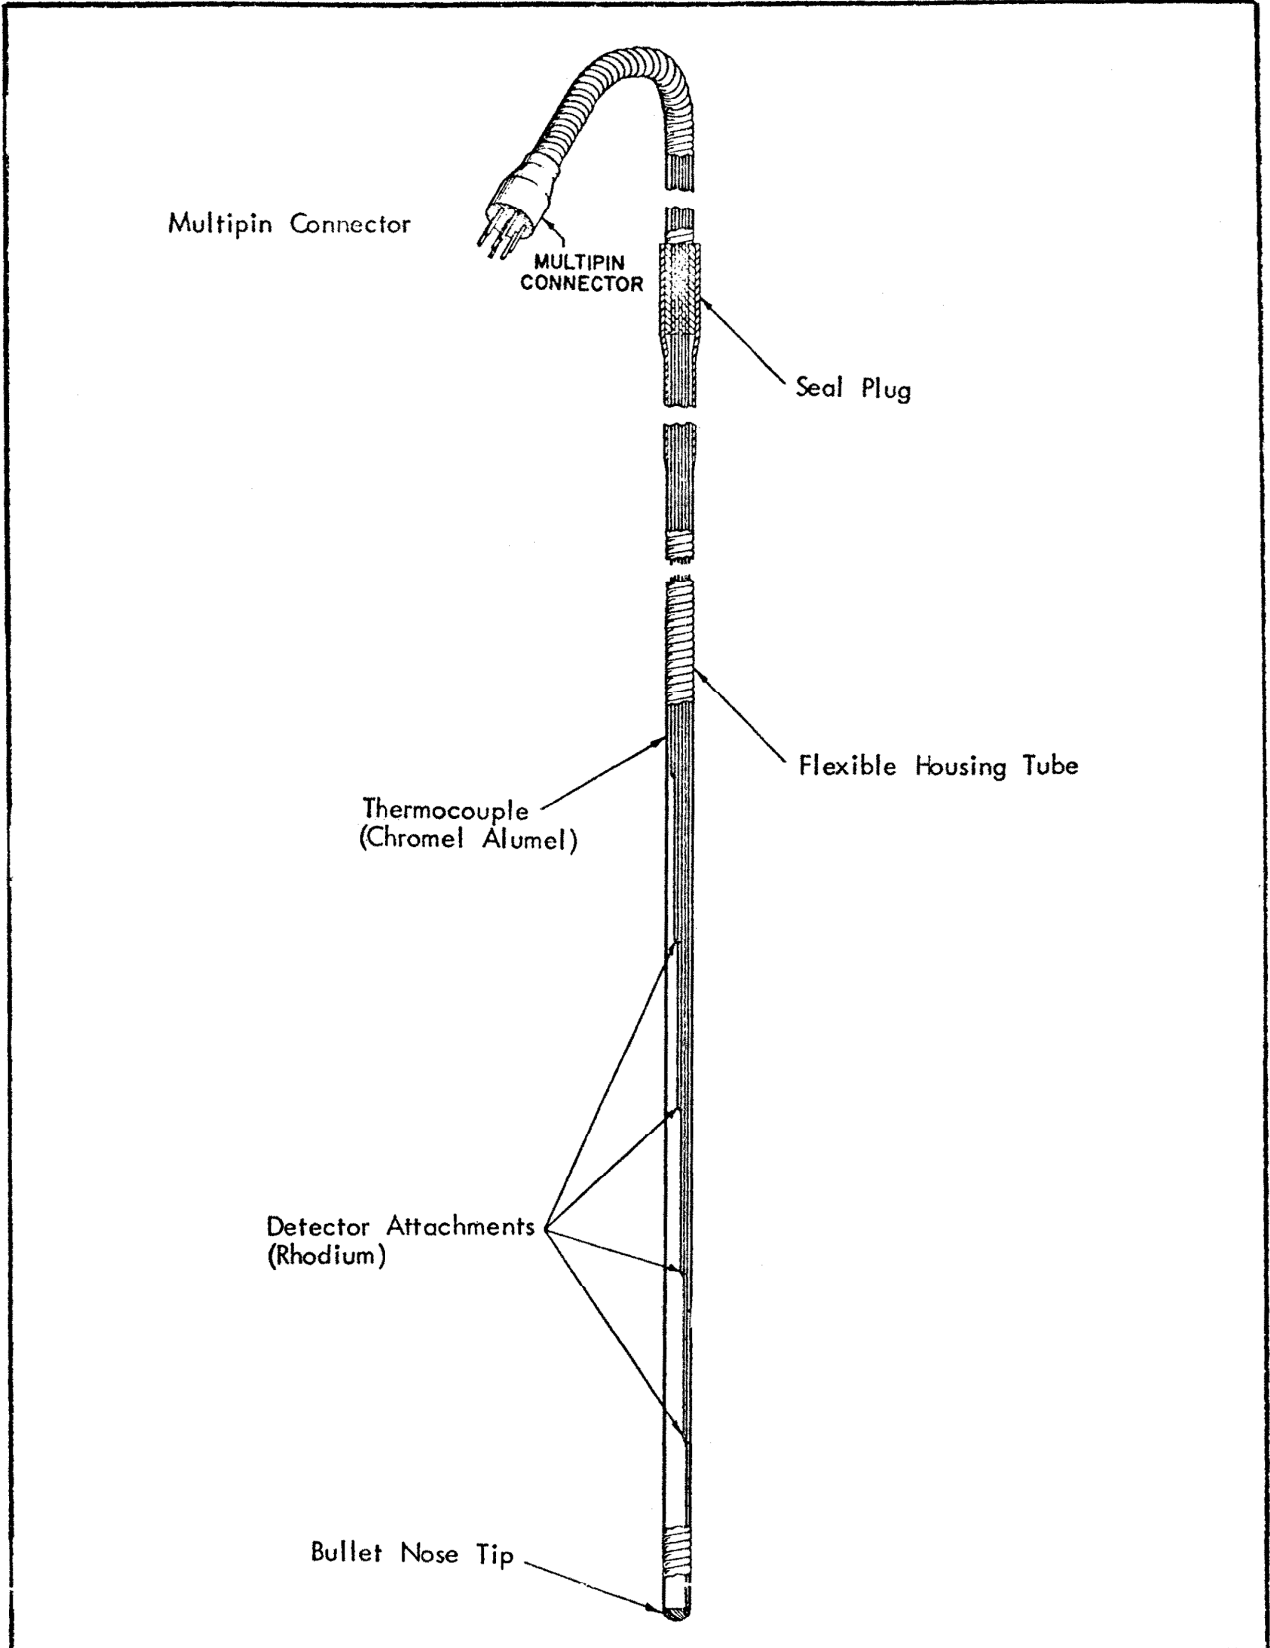 Multipin Connector
MULTIPIN
CONNECTOR
Seal Plug
Flexible Housing Tube
Thermocouple
(Chromel Alumel)
Detector Attachments
(Rhodium)
Bullet Nose Tip